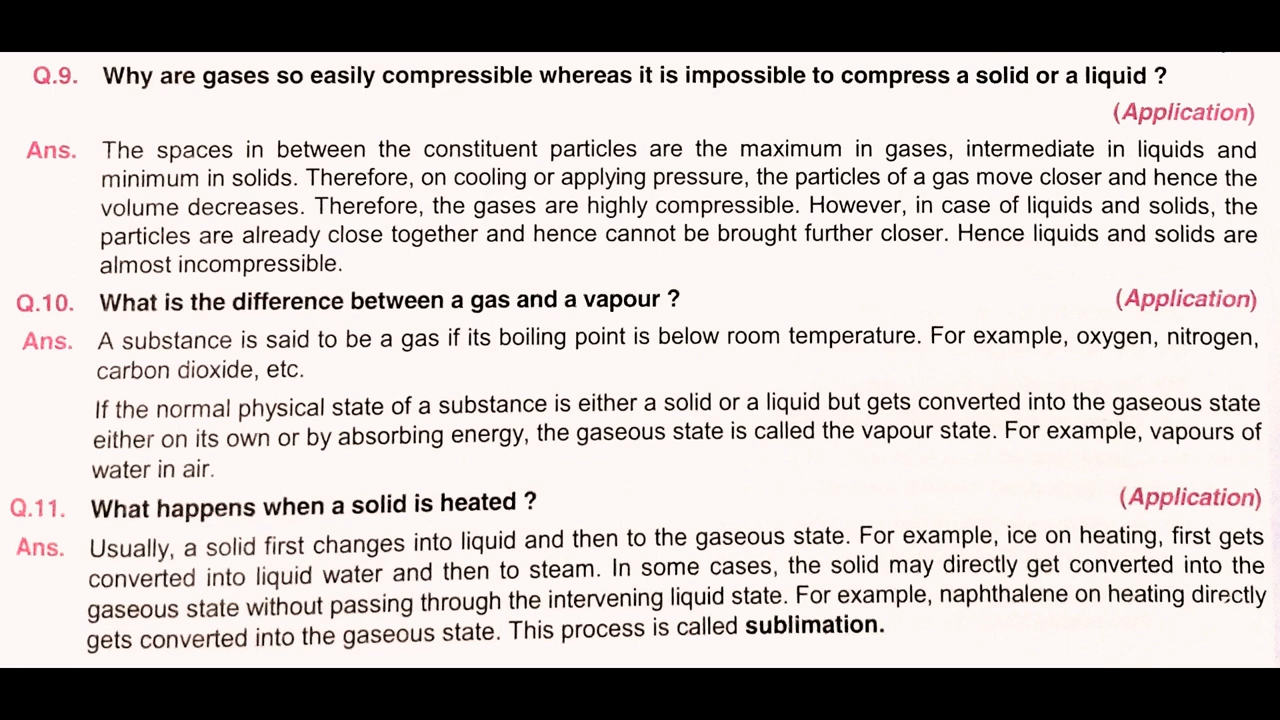 Q.9. Why are gases so easily compressible whereas it is impossible to compress a solid or a liquid ?
(Application)
Ans. The spaces in between the constituent particles are the maximum in gases, intermediate in liquids and
minimum in solids. Therefore, on cooling or applying pressure, the particles of a gas move closer and hence the
volume decreases. Therefore, the gases are highly compressible. However, in case of liquids and solids, the
particles are already close together and hence cannot be brought further closer. Hence liquids and solids are
almost incompressible.
Q.10. What is the difference between a gas and a vapour ? (Application)
Ans. A substance is said to be a gas if its boiling point is below room temperature. For example, oxygen, nitrogen,
carbon dioxide, etc.
If the normal physical state of a substance is either a solid or a liquid but gets converted into the gaseous state
either on its own or by absorbing energy, the gaseous state is called the vapour state. For example, vapours of
water in air.
Q.11. What happens when a solid is heated ? (Application)
Ans. Usually, a solid first changes into liquid and then to the gaseous state. For example, ice on heating, first gets
converted into liquid water and then to steam. In some cases, the solid may directly get converted into the
gaseous state without passing through the intervening liquid state. For example, naphthalene on heating directly
gets converted into the gaseous state. This process is called sublimation.